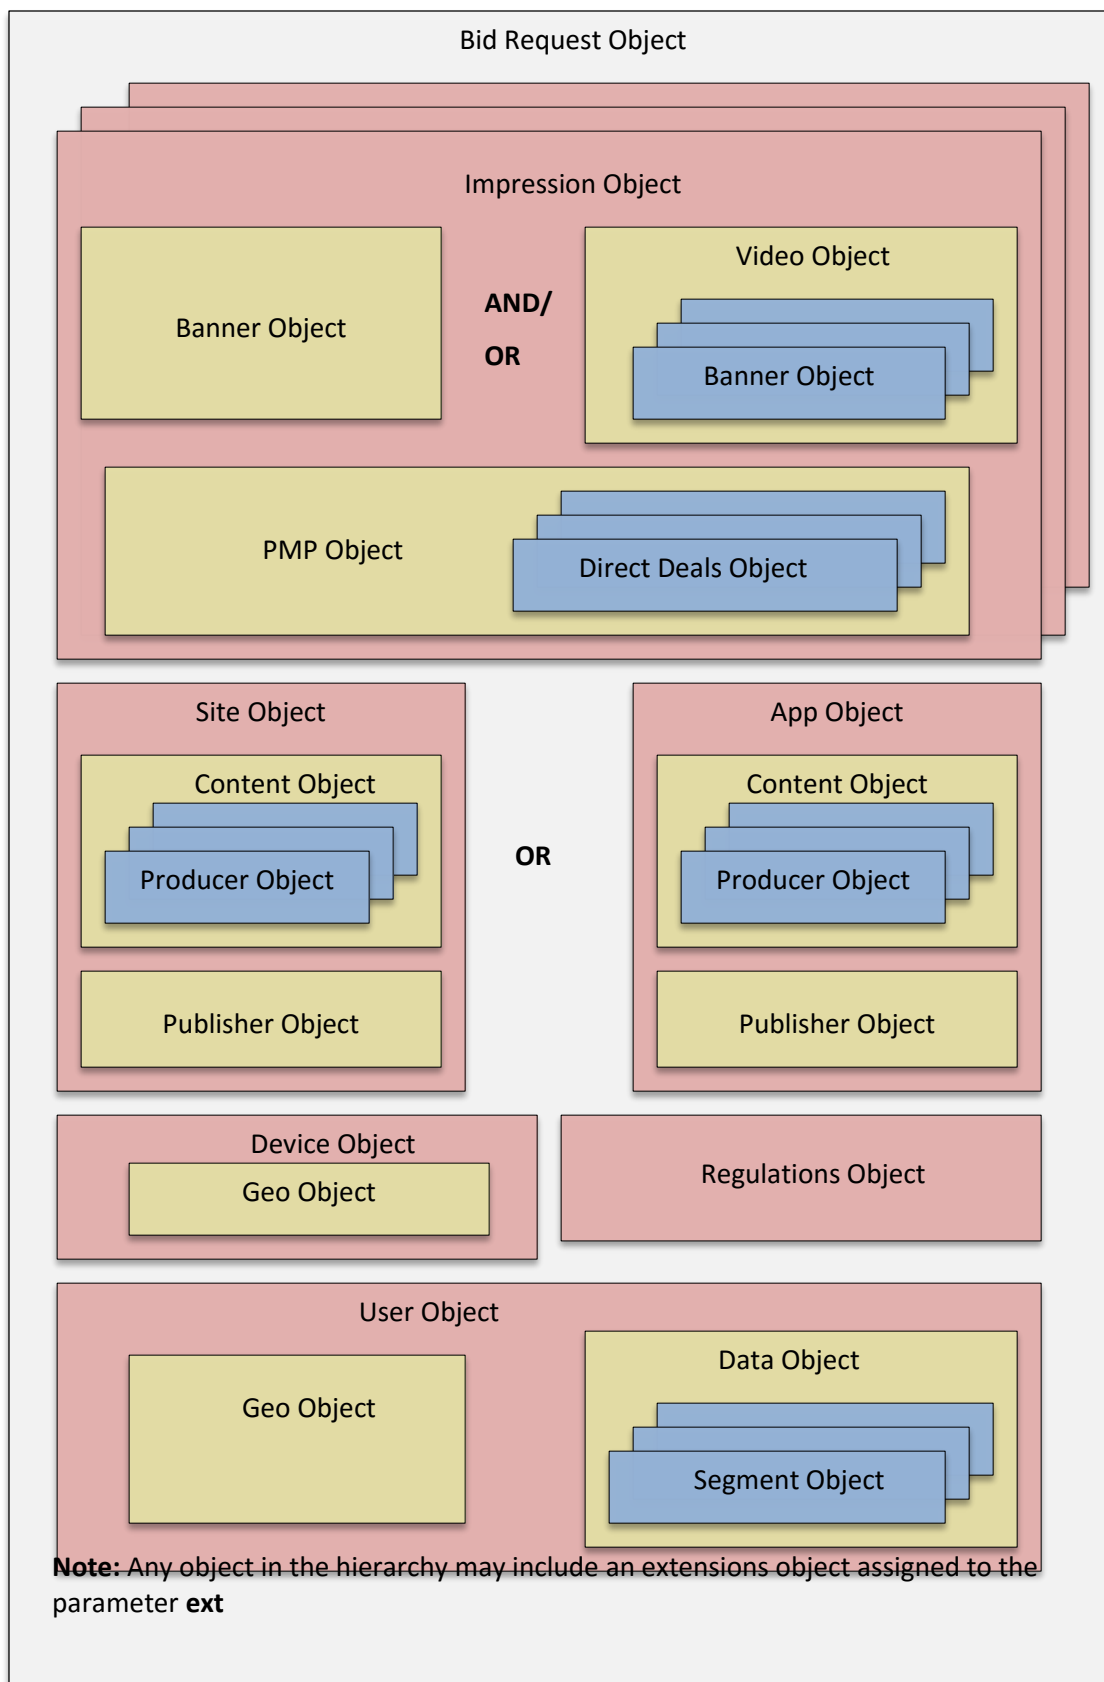 Bid Request Object
Impression Object
Banner Object
AND/
OR
Video Object
Banner Object
PMP Object
Direct Deals Object
Site Object
Content Object
Producer Object
Publisher Object
OR
App Object
Content Object
Producer Object
Publisher Object
Device Object
Geo Object
Regulations Object
User Object
Geo Object
Data Object
Segment Object
Note: Any object in the hierarchy may include an extensions object assigned to the
parameter ext